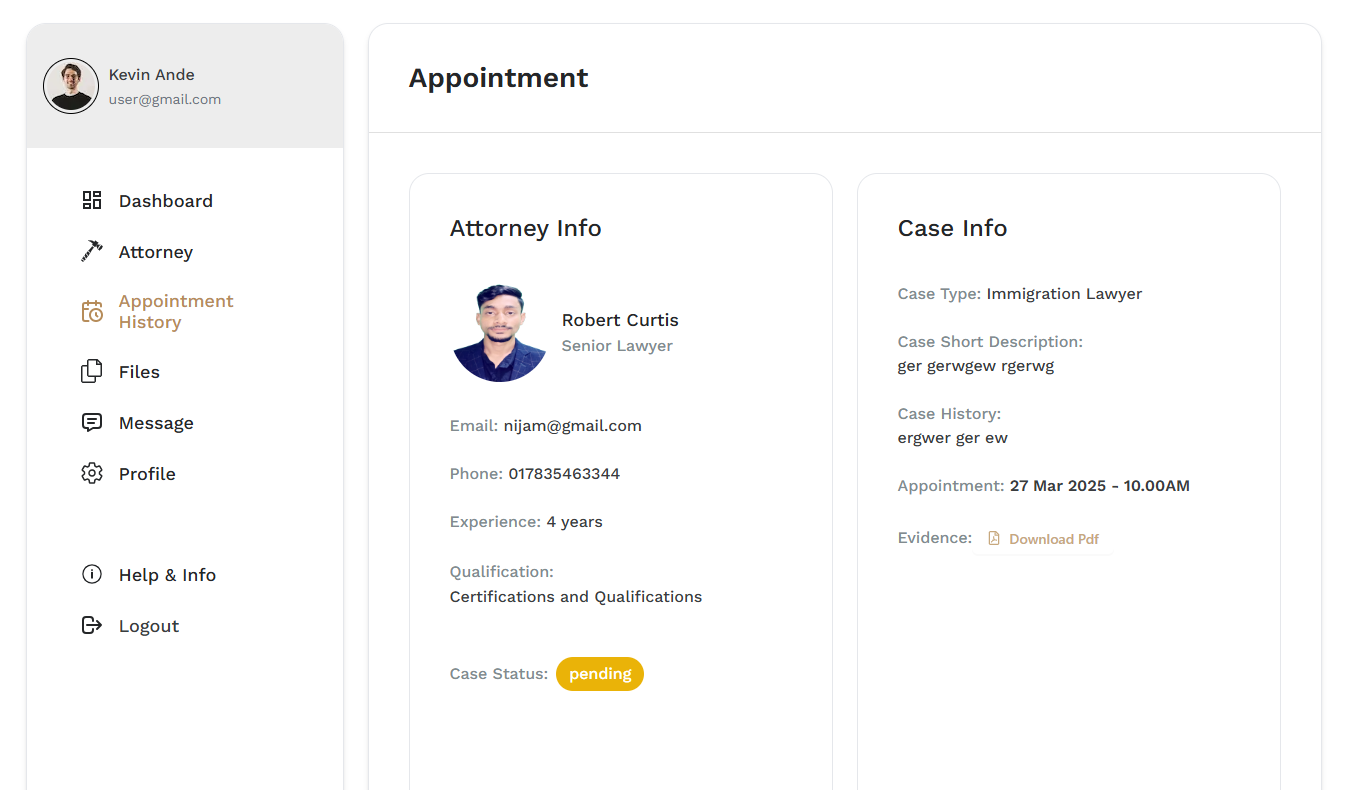 Kevin Ande
user@gmail.com
Dashboard
Attorney
Appointment
History
Files
Message
Profile
Help & Info
Logout
Appointment
Attorney Info
Robert Curtis
Senior Lawyer
Email: nijam@gmail.com
Phone: 017835463344
Experience: 4 years
Qualification:
Certifications and Qualifications
Case Status: pending
Case Info
Case Type: Immigration Lawyer
Case Short Description:
ger gerwgew rgerwg
Case History:
ergwer ger ew
Appointment: 27 Mar 2025 - 10.00AM
Evidence: Download Pdf